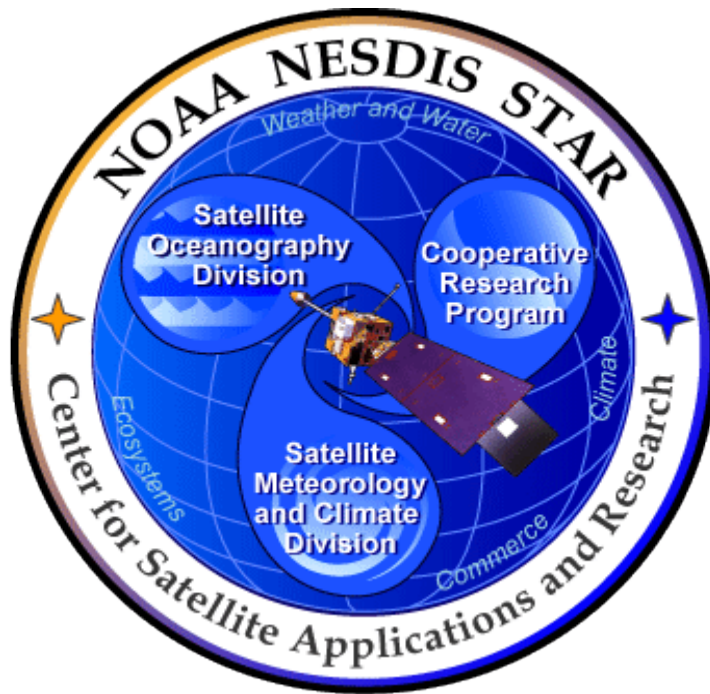 NOAA NESDIS STAR
Weather and Water
Satellite
Oceanography
Division
Cooperative
Research
Program
Climate
Ecosystems
Satellite
Meteorology
and Climate
Division
Commerce
Center for Satellite Applications and Research